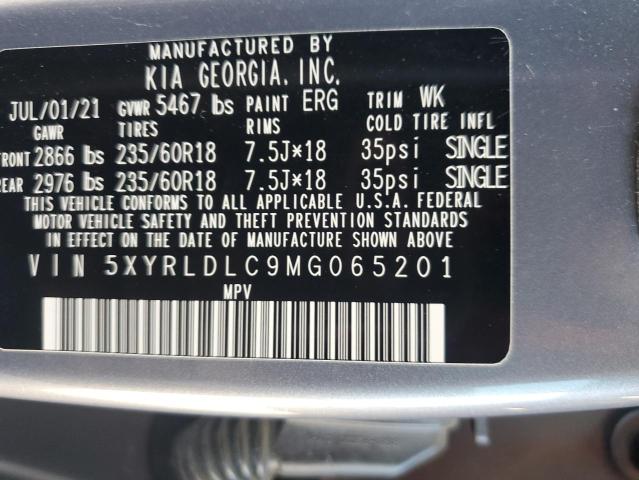 MANUFACTURED BY
KIA GEORGIA, INC.
JUL/01/21 GVWR 5467 lbs PAINT ERG TRIM WK
GAWR TIRES RIMS COLD TIRE INFL
FRONT 2866 lbs 235/60R18 7.5J×18 35psi SINGLE
REAR 2976 lbs 235/60R18 7.5J×18 35psi SINGLE
THIS VEHICLE CONFORMS TO ALL APPLICABLE U.S.A. FEDERAL
MOTOR VEHICLE SAFETY AND THEFT PREVENTION STANDARDS
IN EFFECT ON THE DATE OF MANUFACTURE SHOWN ABOVE
VIN 5XYRLDLC9MG065201
MPV